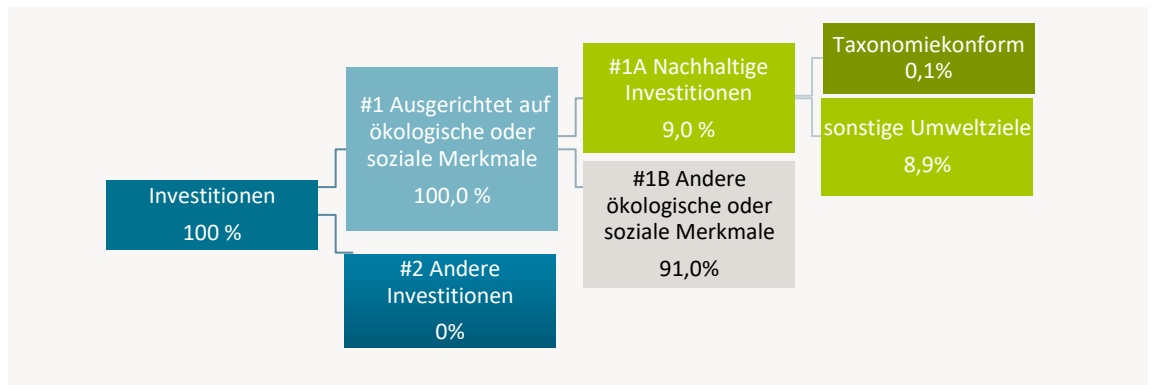 Investitionen
100 %
#1 Ausgerichtet auf
ökologische oder
soziale Merkmale
100,0 %
#2 Andere
Investitionen
0%
#1A Nachhaltige
Investitionen
9,0 %
#1B Andere
ökologische oder
soziale Merkmale
91,0%
Taxonomiekonform
0,1%
sonstige Umweltziele
8,9%